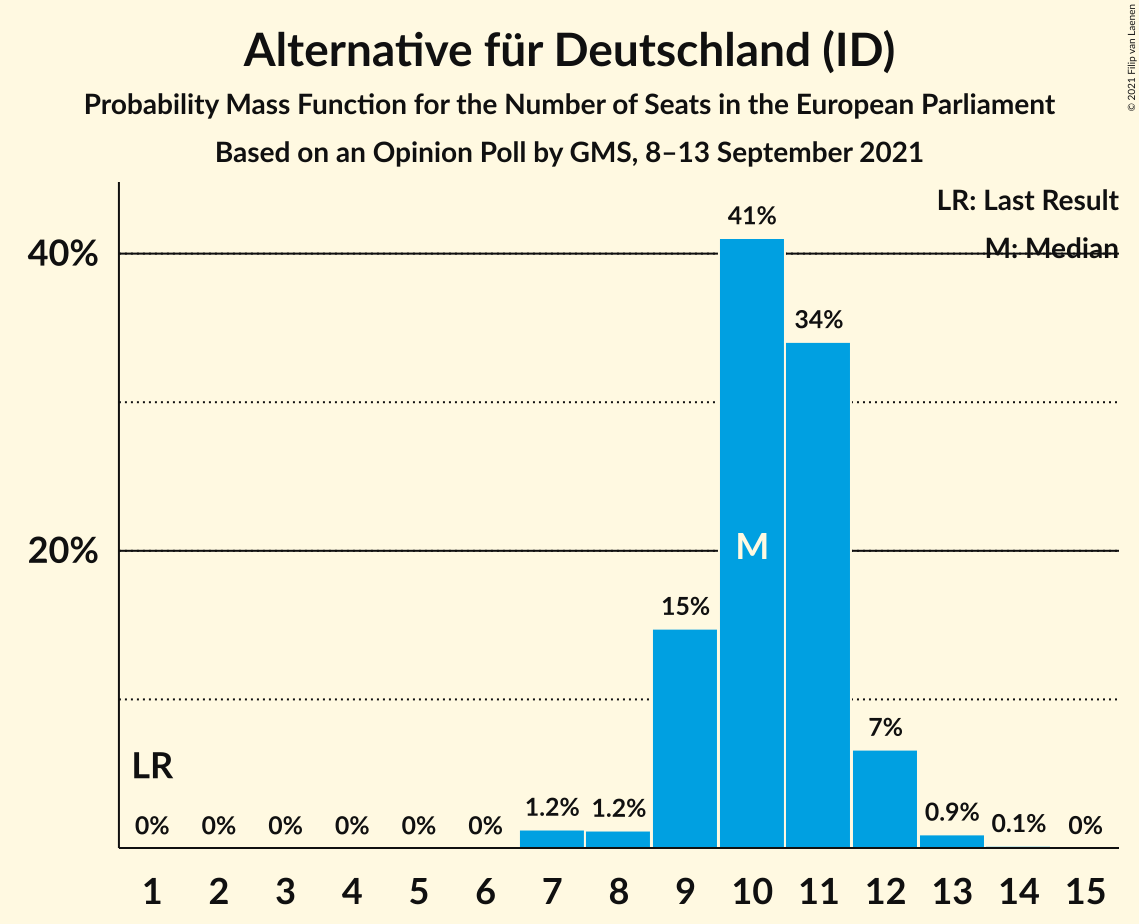 Alternative für Deutschland (ID)
Probability Mass Function for the Number of Seats in the European Parliament
Based on an Opinion Poll by GMS, 8–13 September 2021
© 2021 Filip van Laenen
LR: Last Result
M: Median
40%
20%
41%
34%
M
15%
7%
LR
0% 0% 0% 0% 0% 0% 1.2% 1.2% 0.9% 0.1% 0%
1 2 3 4 5 6 7 8 9 10 11 12 13 14 15